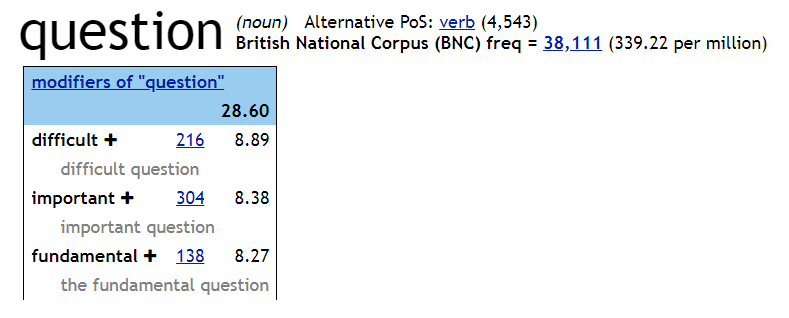 question (noun) Alternative PoS: verb (4,543)
British National Corpus (BNC) freq = 38,111 (339.22 per million)
modifiers of "question"
28.60
difficult + 216 8.89
difficult question
important + 304 8.38
important question
fundamental + 138 8.27
the fundamental question